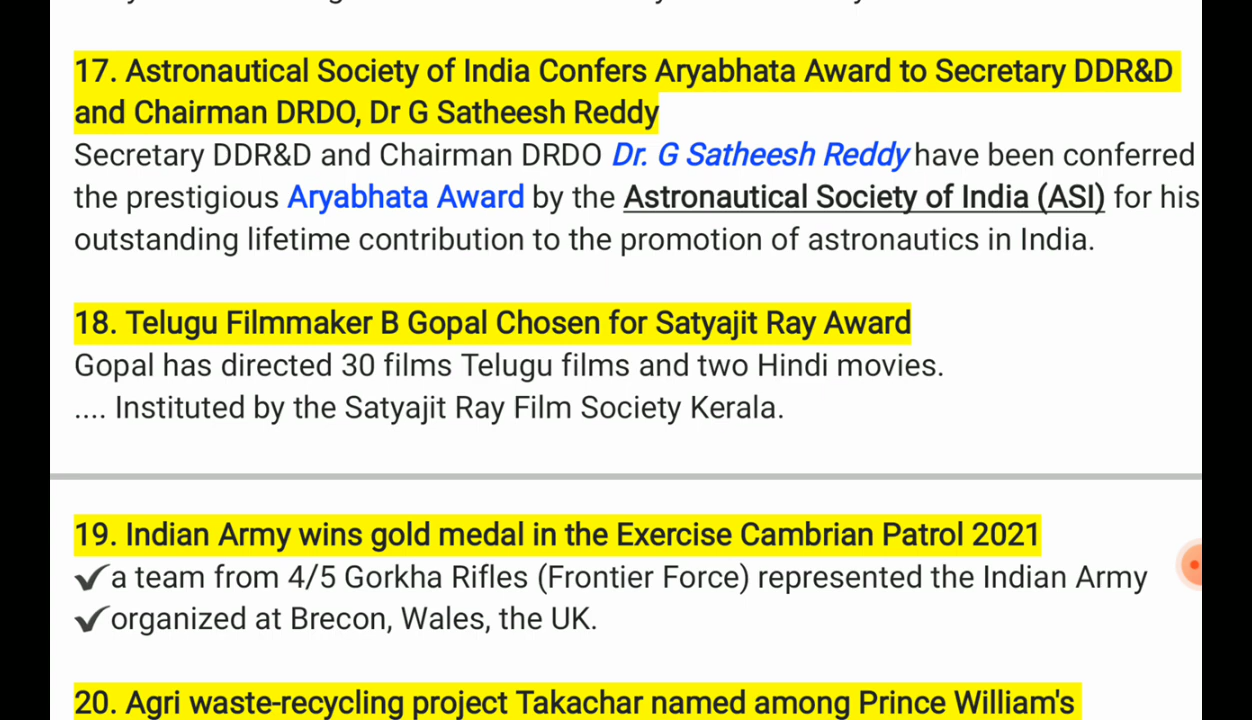 17. Astronautical Society of India Confers Aryabhata Award to Secretary DDR&D
and Chairman DRDO, Dr G Satheesh Reddy
Secretary DDR&D and Chairman DRDO Dr. G Satheesh Reddy have been conferred
the prestigious Aryabhata Award by the Astronautical Society of India (ASI) for his
outstanding lifetime contribution to the promotion of astronautics in India.
18. Telugu Filmmaker B Gopal Chosen for Satyajit Ray Award
Gopal has directed 30 films Telugu films and two Hindi movies.
.... Instituted by the Satyajit Ray Film Society Kerala.
19. Indian Army wins gold medal in the Exercise Cambrian Patrol 2021
✔a team from 4/5 Gorkha Rifles (Frontier Force) represented the Indian Army
✔organized at Brecon, Wales, the UK.
20. Agri waste-recycling project Takachar named among Prince William's